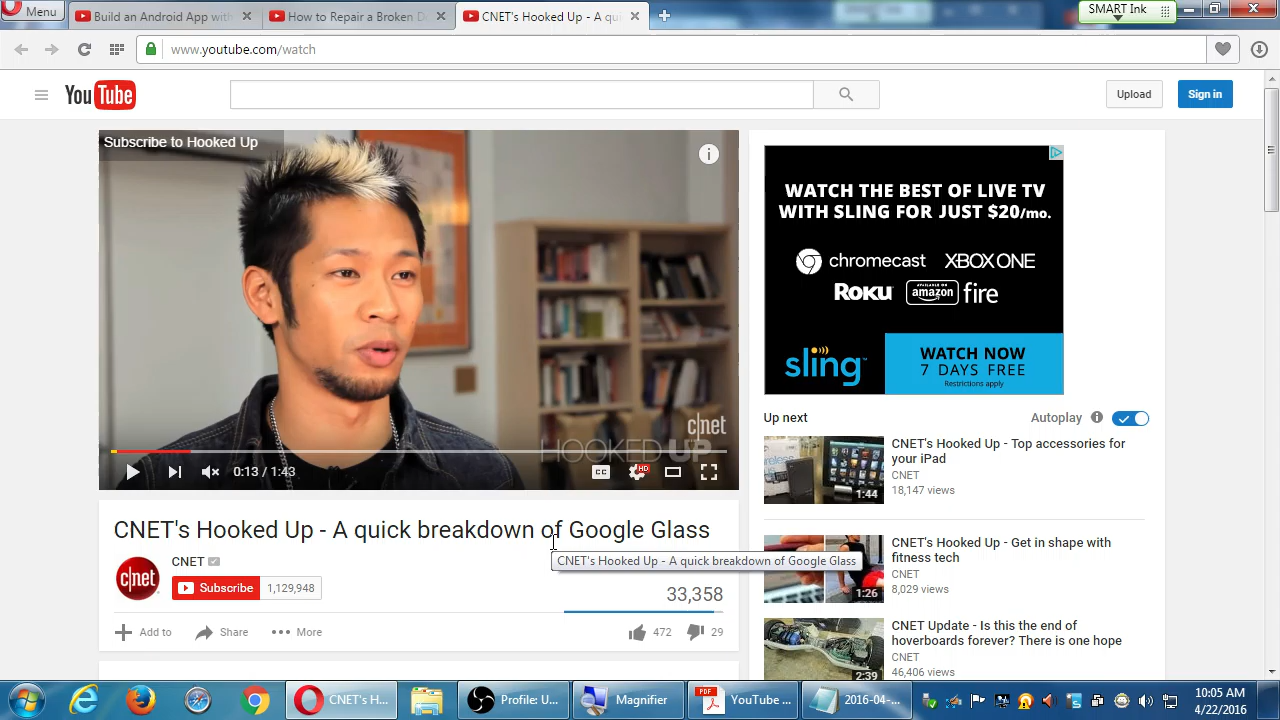 Menu
Build an Android App with
How to Repair a Broken D
CNET's Hooked Up - A qu
SMART Ink
www.youtube.com/watch
YouTube
Upload
Sign in
Subscribe to Hooked Up
c|net
HOOKED UP
0:13 / 1:43
CC
HD
CNET's Hooked Up - A quick breakdown of Google Glass
CNET's Hooked Up - A quick breakdown of Google Glass
c|net
CNET
Subscribe
1,129,948
33,358
Add to
Share
More
472
29
WATCH THE BEST OF LIVE TV
WITH SLING FOR JUST $20/mo.
chromecast XBOX ONE
ROKU AVAILABLE ON amazon fire
sling
WATCH NOW
7 DAYS FREE
Restrictions apply
Up next
Autoplay
CNET's Hooked Up - Top accessories for
your iPad
CNET
18,147 views
1:44
CNET's Hooked Up - Get in shape with
fitness tech
CNET
8,029 views
1:26
CNET Update - Is this the end of
hoverboards forever? There is one hope
CNET
46,406 views
2:39
CNET's H...
Profile: U...
Magnifier
PDF
YouTube ...
2016-04-...
10:05 AM
4/22/2016